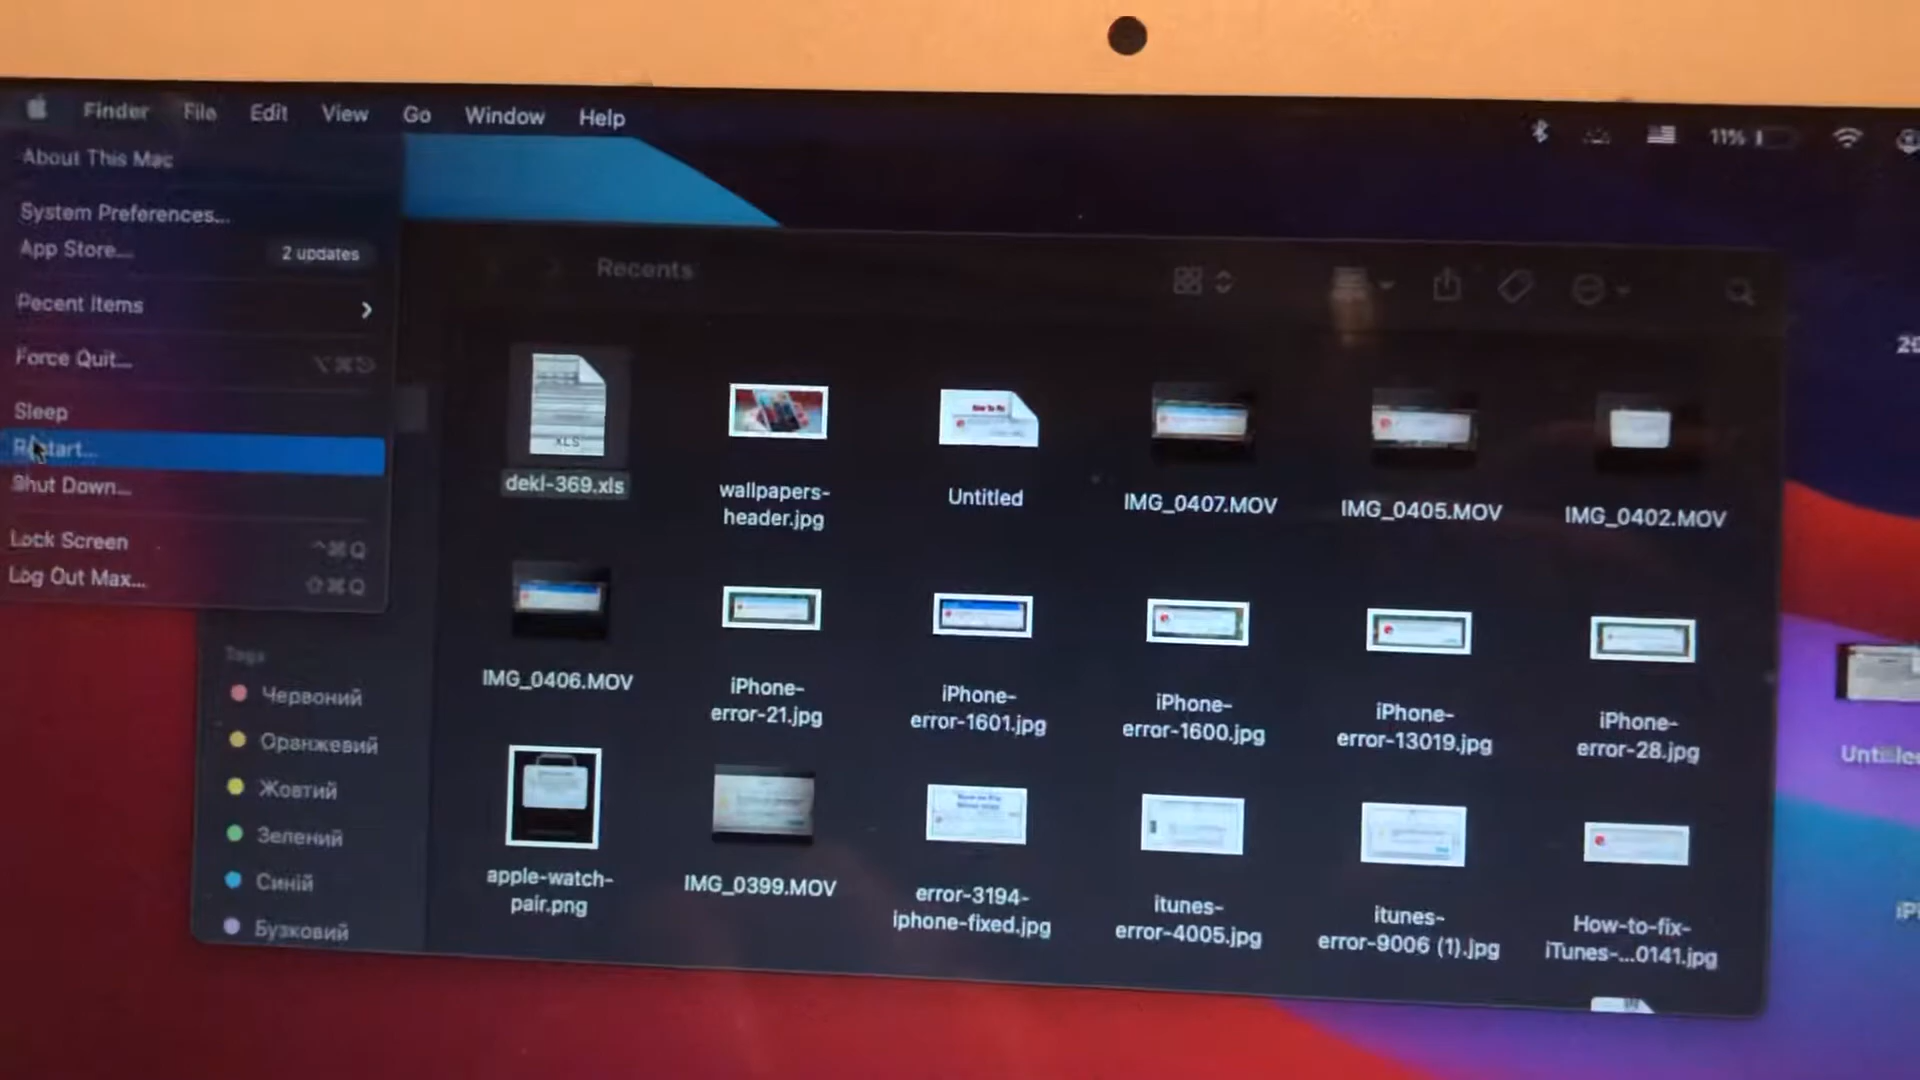 Finder File Edit View Go Window Help
11%
About This Mac
System Preferences...
App Store...
2 updates
Recent Items
Force Quit...
⌥⌘⎋
Sleep
Restart...
Shut Down...
Lock Screen
^⌘Q
Log Out Max...
⇧⌘Q
Recents
XLS
dekl-369.xls
wallpapers-
header.jpg
Untitled
IMG_0407.MOV
IMG_0405.MOV
IMG_0402.MOV
IMG_0406.MOV
iPhone-
error-21.jpg
iPhone-
error-1601.jpg
iPhone-
error-1600.jpg
iPhone-
error-13019.jpg
iPhone-
error-28.jpg
apple-watch-
pair.png
IMG_0399.MOV
error-3194-
iphone-fixed.jpg
itunes-
error-4005.jpg
itunes-
error-9006 (1).jpg
How-to-fix-
iTunes-...0141.jpg
Tags
Червоний
Оранжевий
Жовтий
Зелений
Синій
Бузковий